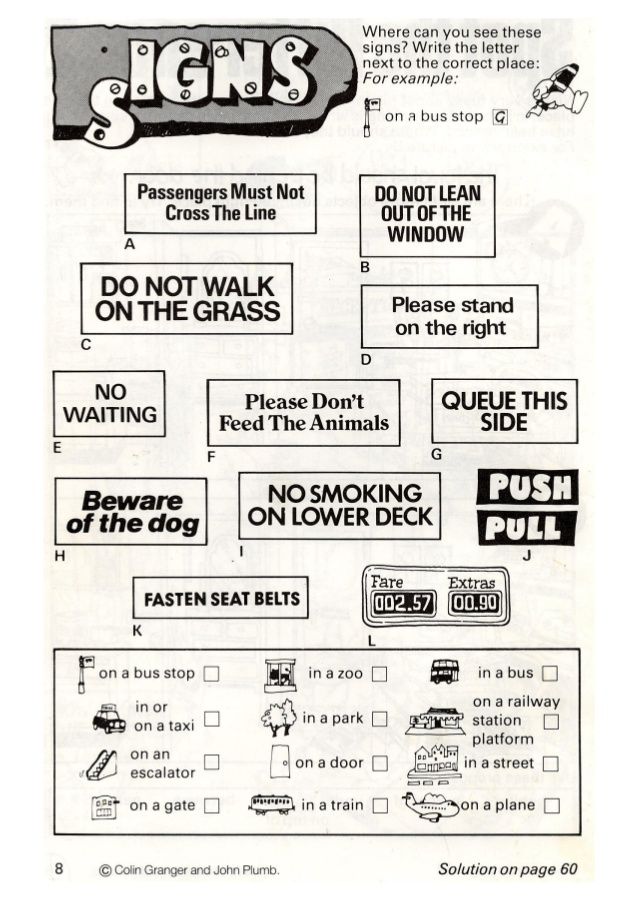 SIGNS
Where can you see these
signs? Write the letter
next to the correct place:
For example:
on a bus stop G
Passengers Must Not
Cross The Line
A
DO NOT LEAN
OUT OF THE
WINDOW
B
DO NOT WALK
ON THE GRASS
C
Please stand
on the right
D
NO
WAITING
E
Please Don't
Feed The Animals
F
QUEUE THIS
SIDE
G
Beware
of the dog
H
NO SMOKING
ON LOWER DECK
I
PUSH
PULL
J
FASTEN SEAT BELTS
K
Fare Extras
002.57 00.90
L
on a bus stop
in or
on a taxi
on an
escalator
on a gate
in a zoo
in a park
on a door
in a train
in a bus
on a railway
station
platform
in a street
on a plane
8 © Colin Granger and John Plumb. Solution on page 60